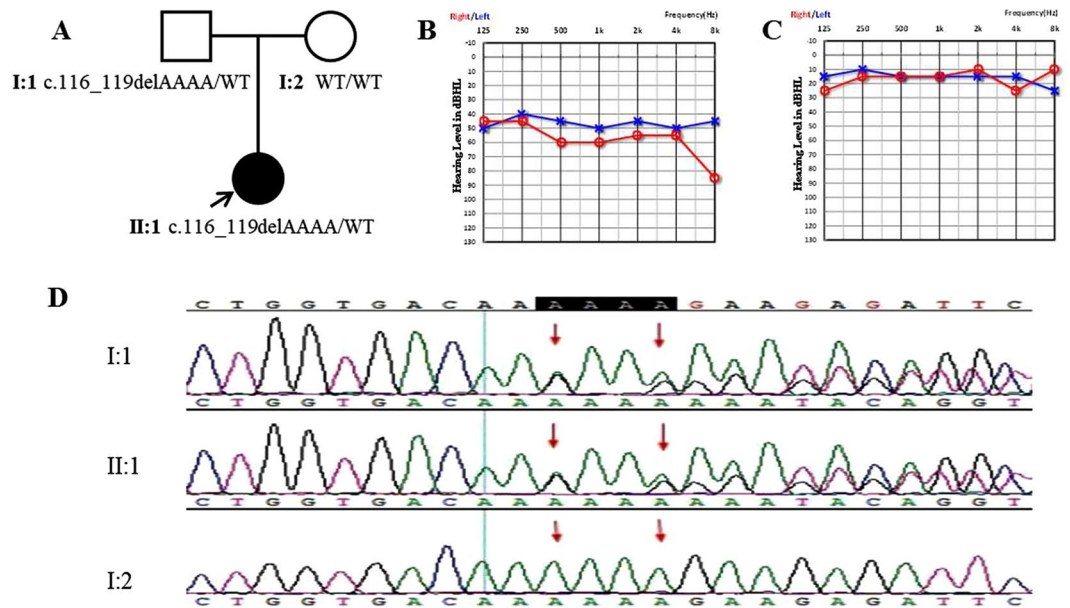 A
I:1 c.116_119delAAAA/WT
I:2 WT/WT
II:1 c.116_119delAAAA/WT
B
Right/Left
Frequency(Hz)
125 250 500 1k 2k 4k 8k
Hearing Level in dBHL
-10
0
10
20
30
40
50
60
70
80
90
100
110
120
130
C
Right/Left
Frequency(Hz)
125 250 500 1k 2k 4k 8k
Hearing Level in dBHL
-10
0
10
20
30
40
50
60
70
80
90
100
110
120
130
D
C T G G T G A C A A A A A A G A A G A G A T T C
I:1
C T G G T G A C A A A A A A A A A T A C A G G T
II:1
C T G G T G A C A A A A A A A A A T A C A G G T
I:2
C T G G T G A C A A A A A A G A A G A G A T T C